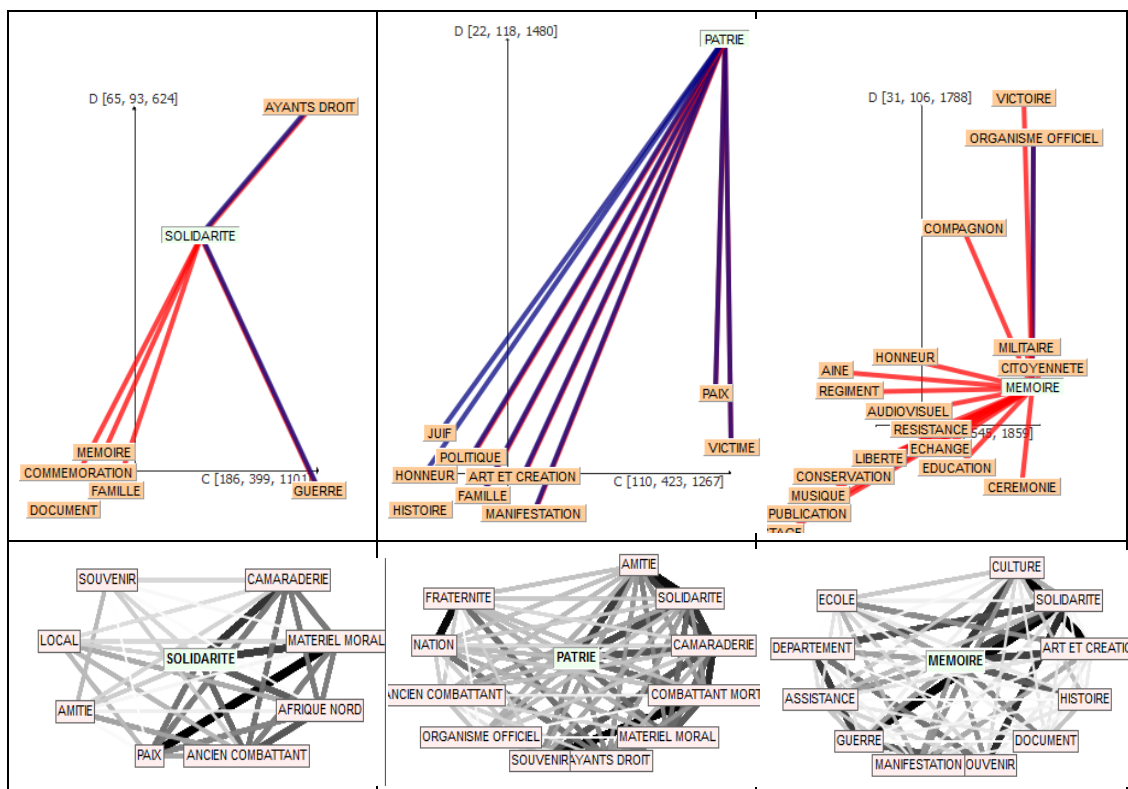 D [65, 93, 624]
AYANTS DROIT
SOLIDARITE
MEMOIRE
COMMEMORATION
FAMILLE
DOCUMENT
C [186, 399, 1101
GUERRE
D [22, 118, 1480]
PATRIE
PAIX
JUIF
VICTIME
POLITIQUE
HONNEUR
ART ET CREATION
C [110, 423, 1267]
FAMILLE
HISTOIRE
MANIFESTATION
D [31, 106, 1788]
VICTOIRE
ORGANISME OFFICIEL
COMPAGNON
MILITAIRE
HONNEUR
CITOYENNETE
AINE
MEMOIRE
REGIMENT
AUDIOVISUEL
RESISTANCE
545, 1859]
ECHANGE
LIBERTE
EDUCATION
CONSERVATION
CEREMONIE
MUSIQUE
PUBLICATION
SOUVENIR
CAMARADERIE
LOCAL
MATERIEL MORAL
SOLIDARITE
AMITIE
AFRIQUE NORD
PAIX
ANCIEN COMBATTANT
AMITIE
FRATERNITE
SOLIDARITE
NATION
CAMARADERIE
PATRIE
ANCIEN COMBATTANT
COMBATTANT MORT
ORGANISME OFFICIEL
MATERIEL MORAL
SOUVENIR
AYANTS DROIT
CULTURE
ECOLE
SOLIDARITE
DEPARTEMENT
ART ET CREATIO
MEMOIRE
ASSISTANCE
HISTOIRE
GUERRE
DOCUMENT
MANIFESTATION
OUVENIR